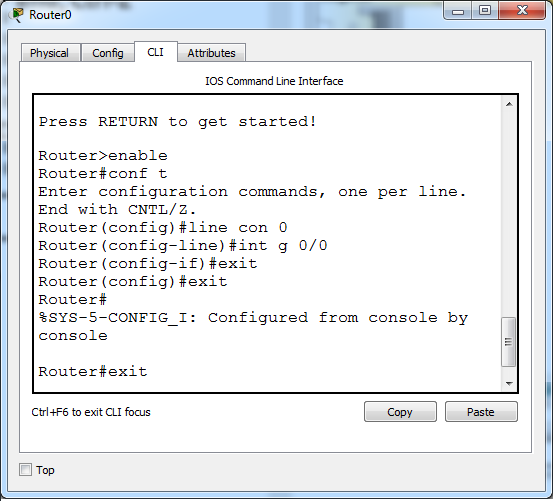 Router0
Physical Config CLI Attributes
IOS Command Line Interface
Press RETURN to get started!
Router>enable
Router#conf t
Enter configuration commands, one per line.
End with CNTL/Z.
Router(config)#line con 0
Router(config-line)#int g 0/0
Router(config-if)#exit
Router(config)#exit
Router#
%SYS-5-CONFIG_I: Configured from console by
console
Router#exit
Ctrl+F6 to exit CLI focus Copy Paste
Top